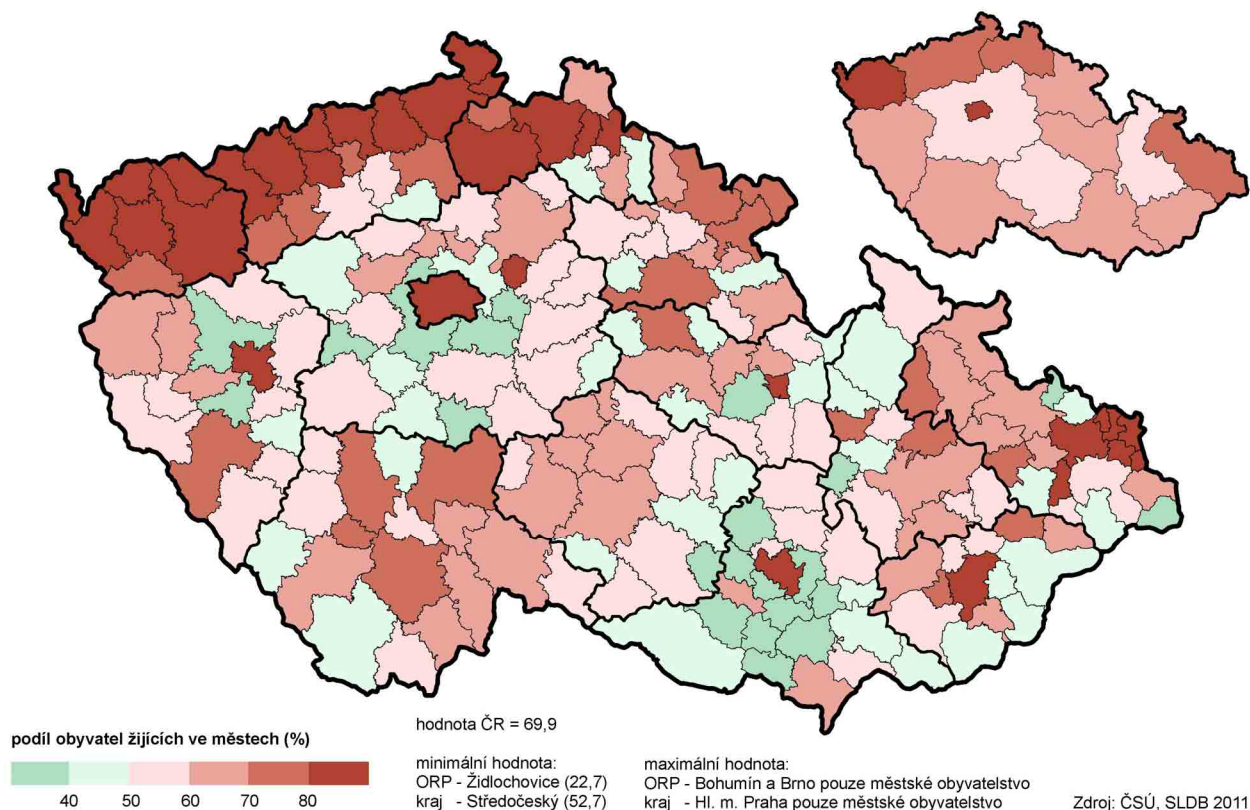 hodnota ČR = 69,9
podíl obyvatel žijících ve městech (%)
40 50 60 70 80
minimální hodnota:
ORP - Židlochovice (22,7)
kraj - Středočeský (52,7)
maximální hodnota:
ORP - Bohumín a Brno pouze městské obyvatelstvo
kraj - Hl. m. Praha pouze městské obyvatelstvo
Zdroj: ČSÚ, SLDB 2011